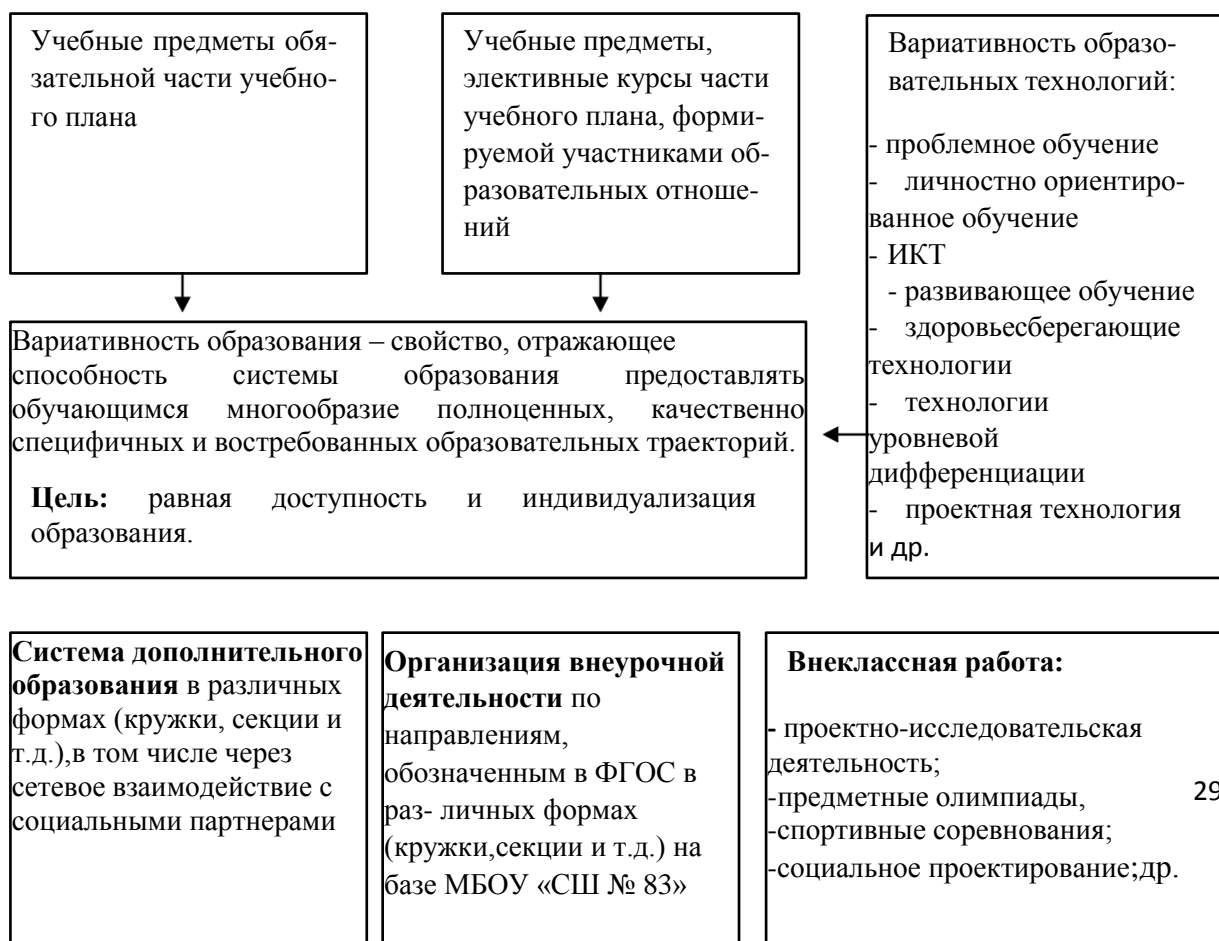 Учебные предметы обя-
зательной части учебно-
го плана
Учебные предметы,
элективные курсы части
учебного плана, форми-
руемой участниками об-
разовательных отноше-
ний
Вариативность образо-
вательных технологий:
- проблемное обучение
- личностно ориентиро-
ванное обучение
- ИКТ
- развивающее обучение
- здоровьесберегающие
технологии
- технологии
уровневой
дифференциации
- проектная технология
и др.
Вариативность образования – свойство, отражающее
способность системы образования предоставлять
обучающимся многообразие полноценных, качественно
специфичных и востребованных образовательных траекторий.
Цель: равная доступность и индивидуализация
образования.
Система дополнительного
образования в различных
формах (кружки, секции и
т.д.),в том числе через
сетевое взаимодействие с
социальными партнерами
Организация внеурочной
деятельности по
направлениям,
обозначенным в ФГОС в
раз- личных формах
(кружки,секции и т.д.) на
базе МБОУ «СШ № 83»
Внеклассная работа:
- проектно-исследовательская
деятельность;
-предметные олимпиады,
-спортивные соревнования;
-социальное проектирование;др.
29